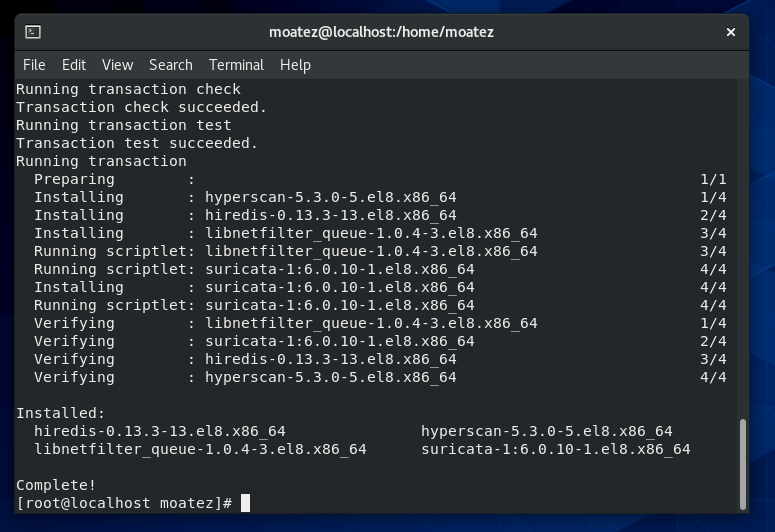 moatez@localhost:/home/moatez
File Edit View Search Terminal Help
Running transaction check
Transaction check succeeded.
Running transaction test
Transaction test succeeded.
Running transaction
  Preparing        :                                                        1/1
  Installing       : hyperscan-5.3.0-5.el8.x86_64                           1/4
  Installing       : hiredis-0.13.3-13.el8.x86_64                           2/4
  Installing       : libnetfilter_queue-1.0.4-3.el8.x86_64                  3/4
  Running scriptlet: libnetfilter_queue-1.0.4-3.el8.x86_64                  3/4
  Running scriptlet: suricata-1:6.0.10-1.el8.x86_64                         4/4
  Installing       : suricata-1:6.0.10-1.el8.x86_64                         4/4
  Running scriptlet: suricata-1:6.0.10-1.el8.x86_64                         4/4
  Verifying        : libnetfilter_queue-1.0.4-3.el8.x86_64                  1/4
  Verifying        : suricata-1:6.0.10-1.el8.x86_64                         2/4
  Verifying        : hiredis-0.13.3-13.el8.x86_64                           3/4
  Verifying        : hyperscan-5.3.0-5.el8.x86_64                           4/4

Installed:
  hiredis-0.13.3-13.el8.x86_64               hyperscan-5.3.0-5.el8.x86_64
  libnetfilter_queue-1.0.4-3.el8.x86_64      suricata-1:6.0.10-1.el8.x86_64

Complete!
[root@localhost moatez]#